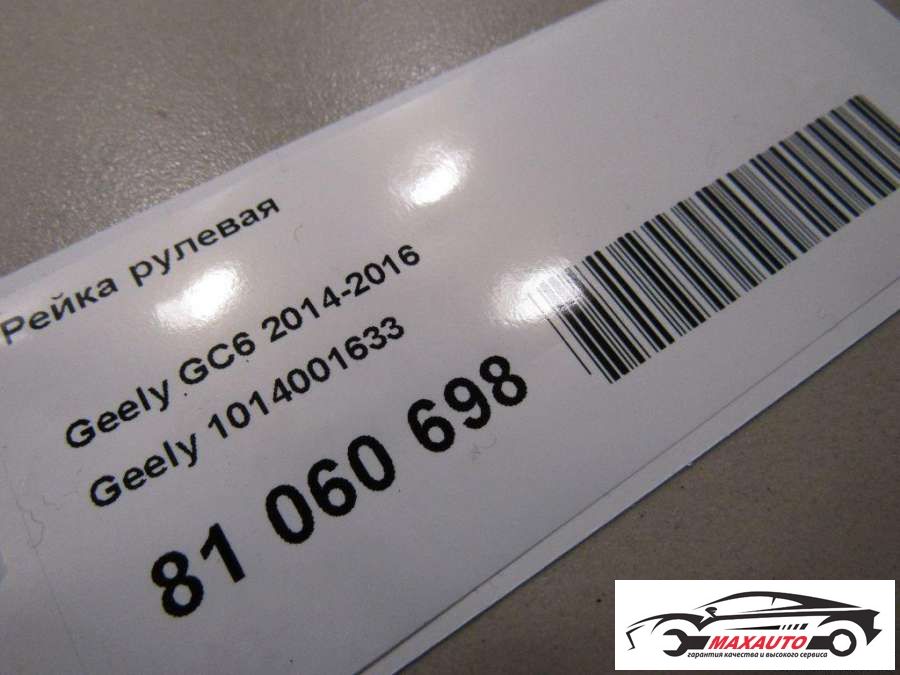 Рейка рулевая
Geely GC6 2014-2016
Geely 1014001633
81 060 698
MAXAUTO
гарантия качества и высокого сервиса